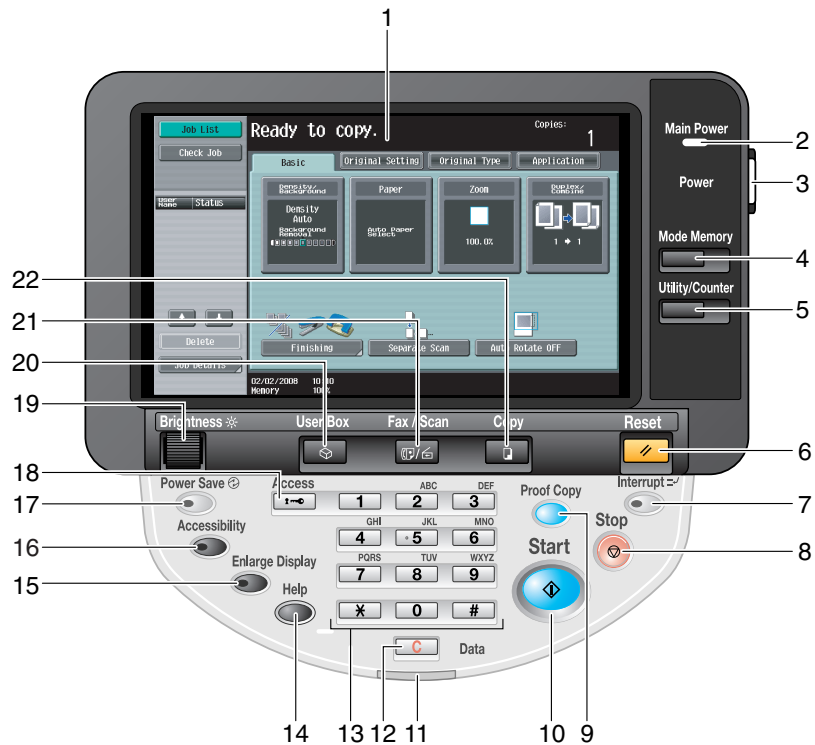 1
Job List
Check Job
User Name
Status
Delete
Job Details
Ready to copy.
Copies:
1
Basic
Original Setting
Original Type
Application
Density/
Background
Density
Auto
Background
Removal
Paper
Auto Paper
Select
Zoom
100.0%
Duplex/
Combine
1 → 1
Finishing
Separate Scan
Auto Rotate OFF
02/02/2008
Memory 100%
Main Power
2
Power
3
Mode Memory
4
Utility/Counter
5
22
21
20
19
Brightness
User Box
Fax / Scan
Copy
Reset
6
18
Power Save
Access
ABC
DEF
1
2
3
Proof Copy
Interrupt
17
7
GHI
JKL
MNO
4
5
6
Accessibility
16
Stop
8
PQRS
TUV
WXYZ
7
8
9
Enlarge Display
15
Start
Help
* 0 #
C
Data
14
13
12
11
10
9